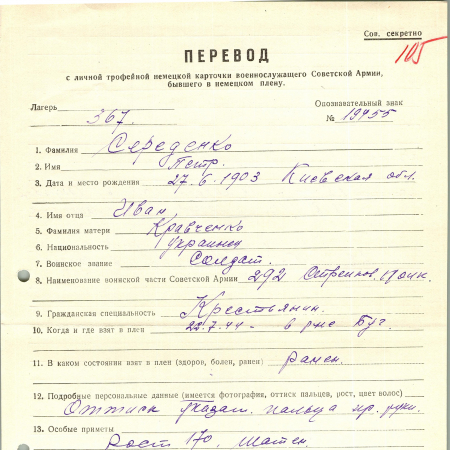 Сов. секретно
105
ПЕРЕВОД
с личной трофейной немецкой карточки военнослужащего Советской Армии,
бывшего в немецком плену.
Лагерь 367.
Опознавательный знак
№ 19455
1. Фамилия Середенко
2. Имя Петр.
3. Дата и место рождения 27.6.1903 Киевская обл.
4. Имя отца Иван
5. Фамилия матери Кравченко
6. Национальность украинец
7. Воинское звание Солдат.
8. Наименование воинской части Советской Армии 292
9. Гражданская специальность Крестьянин.
10. Когда и где взят в плен 22.7.44 - в р-не Буг.
11. В каком состоянии взят в плен (здоров, болен, ранен) ранен.
12. Подробные персональные данные (имеется фотография, оттиск пальцев, рост, цвет волос)
Оттиск указат. пальца пр. руки.
13. Особые приметы
Рост 170. Шатен.